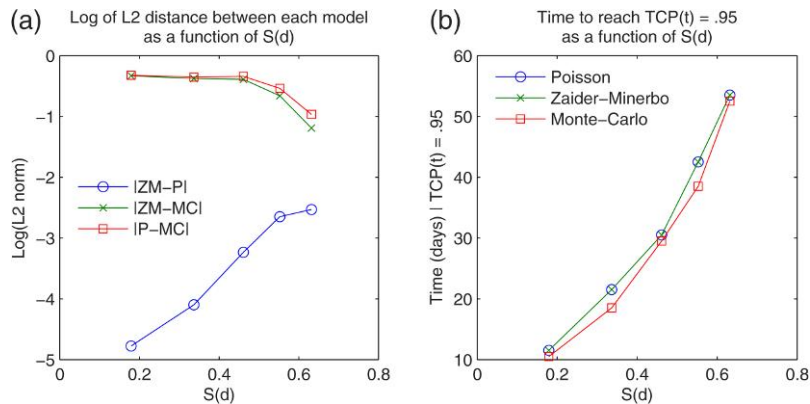 (a)
Log of L2 distance between each model
as a function of S(d)
0
-1
-2
-3
-4
-5
Log(L2 norm)
|ZM-P|
|ZM-MC|
|P-MC|
0
0.2
0.4
0.6
0.8
S(d)
(b)
Time to reach TCP(t) = .95
as a function of S(d)
60
50
40
30
20
10
Time (days) | TCP(t) = .95
Poisson
Zaider-Minerbo
Monte-Carlo
0
0.2
0.4
0.6
0.8
S(d)